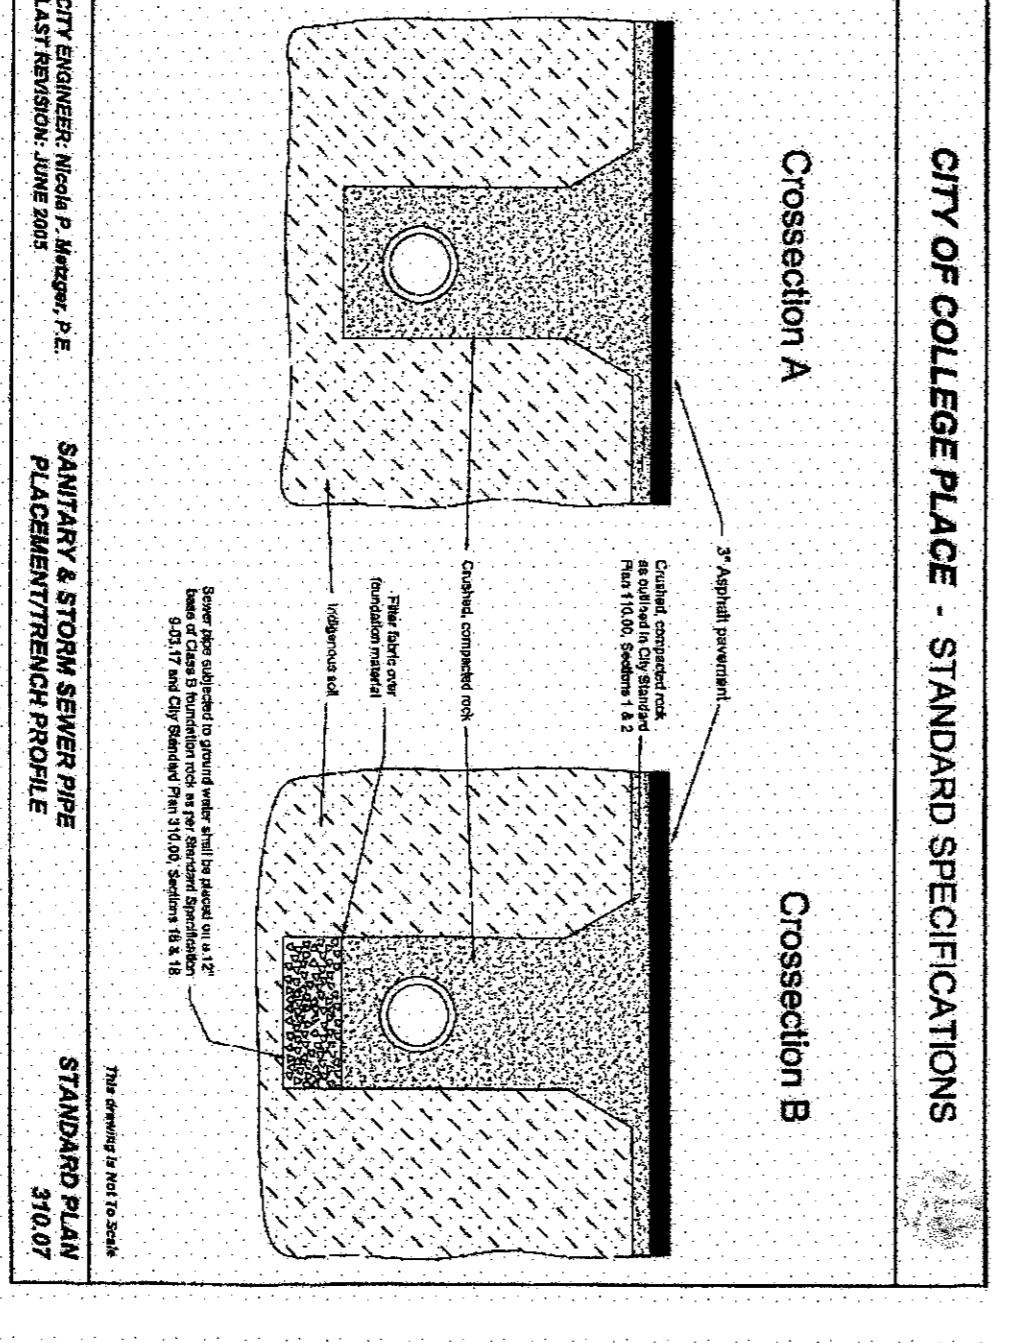 CITY OF COLLEGE PLACE - STANDARD SPECIFICATIONS
Crossection A
Crossection B
3" Asphalt pavement
Crushed, compacted rock
as outlined in City Standard
Plan 110.00, Sections 1 & 2
Crushed, compacted rock
Filter fabric over
foundation material
Indigenous soil
Sewer pipe subjected to ground water shall be placed on a 12"
base of Class B foundation rock as per Standard Specification
9-03.17 and City Standard Plan 310.00, Sections 16 & 18.
This drawing is Not To Scale
CITY ENGINEER: Nicola P. Metzger, P.E.
LAST REVISION: JUNE 2005
SANITARY & STORM SEWER PIPE
PLACEMENT/TRENCH PROFILE
STANDARD PLAN
310.07